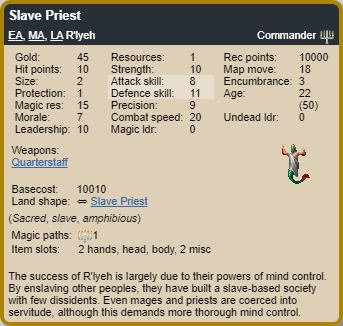 Slave Priest
EA, MA, LA R'lyeh Commander
Gold: 45 Resources: 1 Rec points: 10000
Hit points: 10 Strength: 10 Map move: 18
Size: 2 Attack skill: 8 Encumbrance: 3
Protection: 1 Defence skill: 11 Age: 22
Magic res: 15 Precision: 9 (50)
Morale: 7 Combat speed: 20 Undead ldr: 0
Leadership: 10 Magic ldr: 0
Weapons:
Quarterstaff
Basecost: 10010
Land shape: ⇔ Slave Priest
(Sacred, slave, amphibious)
Magic paths: 1
Item slots: 2 hands, head, body, 2 misc
The success of R'lyeh is largely due to their powers of mind control.
By enslaving other peoples, they have built a slave-based society
with few dissidents. Even mages and priests are coerced into
servitude, although this demands more thorough mind control.